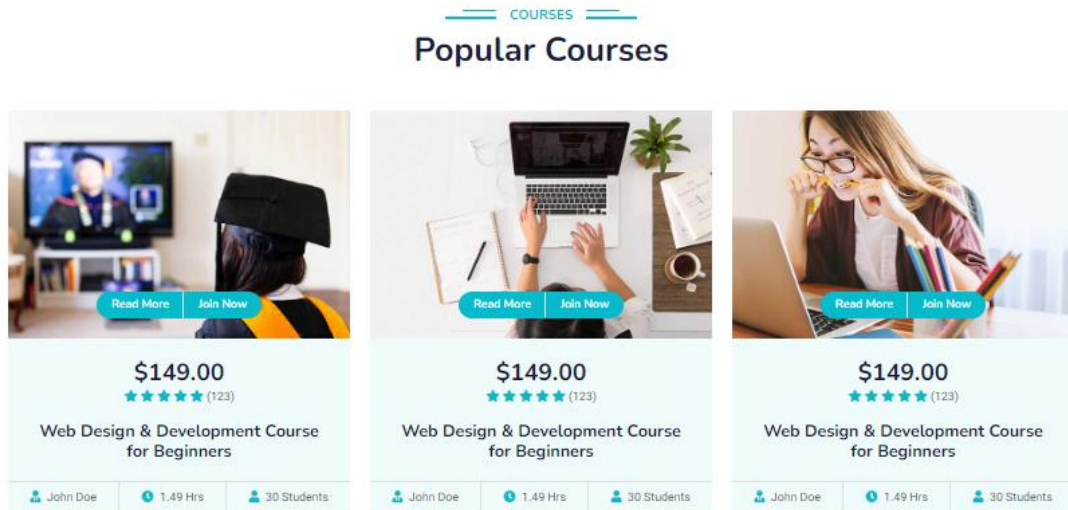 COURSES
Popular Courses
Read More Join Now
$149.00
(123)
Web Design & Development Course
for Beginners
John Doe 1.49 Hrs 30 Students
Read More Join Now
$149.00
(123)
Web Design & Development Course
for Beginners
John Doe 1.49 Hrs 30 Students
Read More Join Now
$149.00
(123)
Web Design & Development Course
for Beginners
John Doe 1.49 Hrs 30 Students